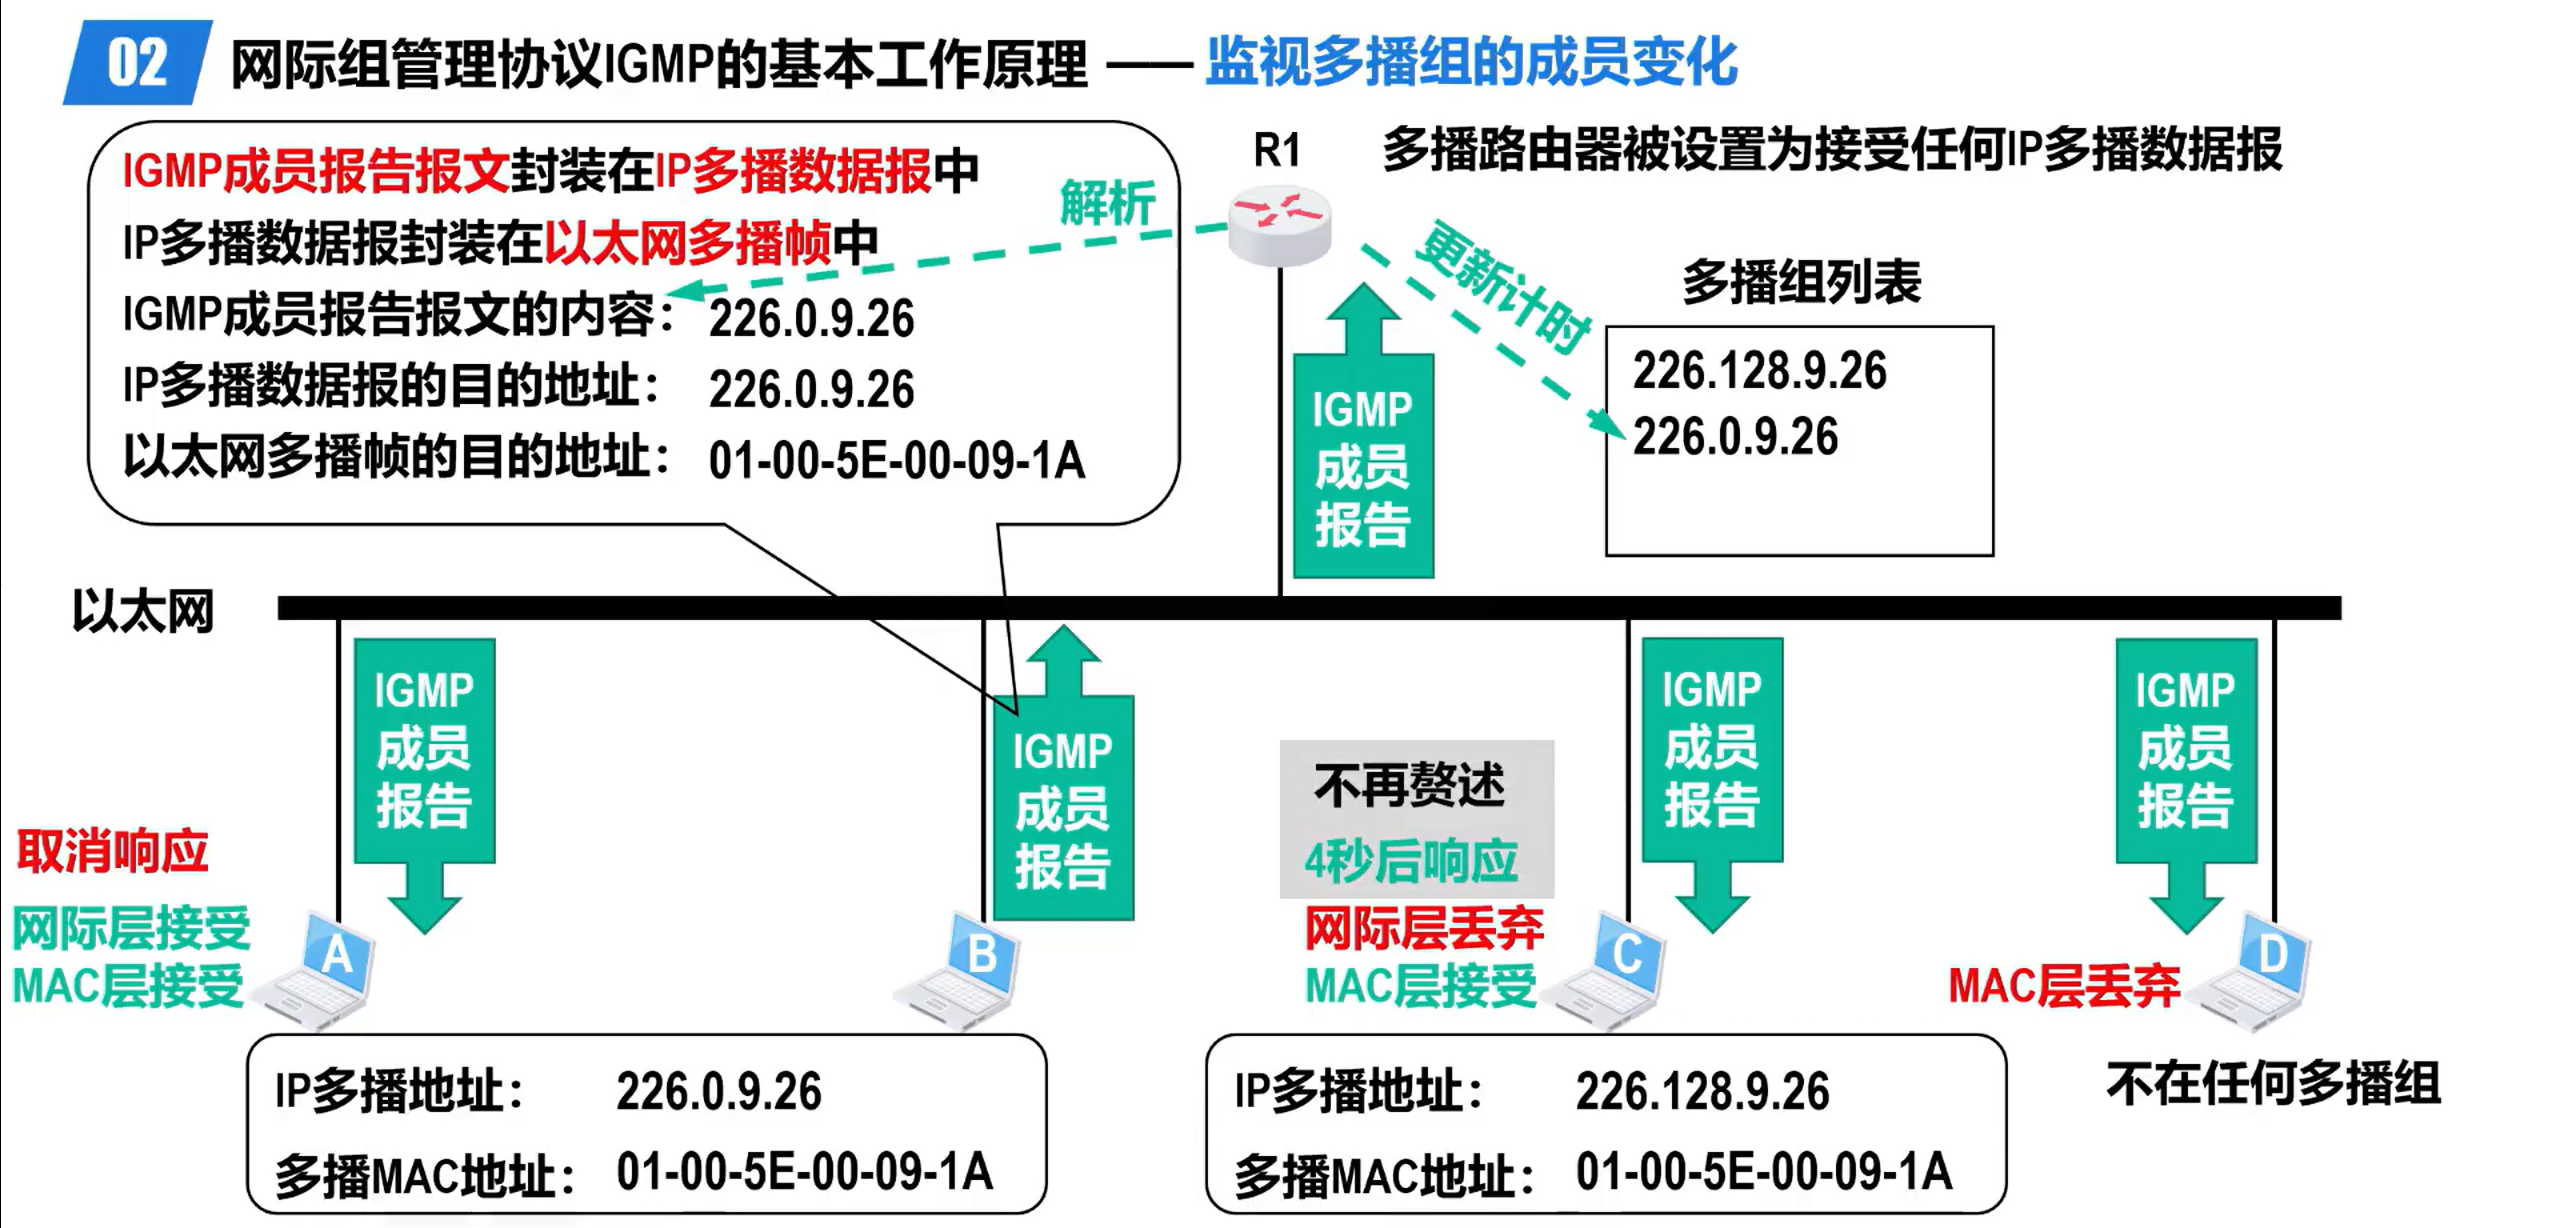 02 网际组管理协议IGMP的基本工作原理 —— 监视多播组的成员变化
IGMP成员报告报文封装在IP多播数据报中
IP多播数据报封装在以太网多播帧中
IGMP成员报告报文的内容： 226.0.9.26
IP多播数据报的目的地址： 226.0.9.26
以太网多播帧的目的地址： 01-00-5E-00-09-1A
解析
R1
多播路由器被设置为接受任何IP多播数据报
更新计时
多播组列表
226.128.9.26
226.0.9.26
IGMP
成员
报告
以太网
IGMP
成员
报告
取消响应
网际层接受
MAC层接受
A
IGMP
成员
报告
B
不再赘述
4秒后响应
网际层丢弃
MAC层接受
IGMP
成员
报告
C
IGMP
成员
报告
MAC层丢弃
D
IP多播地址： 226.0.9.26
多播MAC地址： 01-00-5E-00-09-1A
IP多播地址： 226.128.9.26
多播MAC地址： 01-00-5E-00-09-1A
不在任何多播组